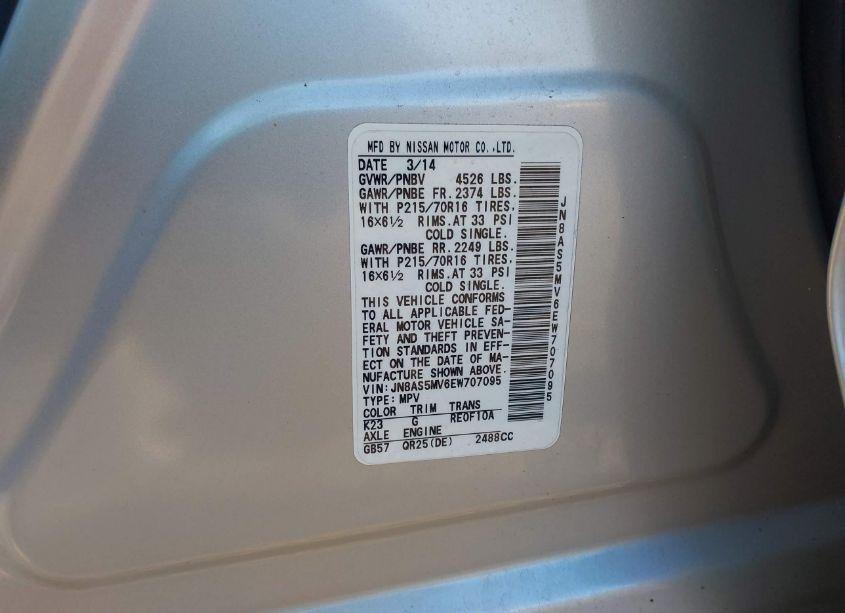 MFD BY NISSAN MOTOR CO.,LTD.
DATE 3/14
GVWR/PNBV 4526 LBS.
GAWR/PNBE FR. 2374 LBS.
WITH P215/70R16 TIRES.
16X6½ RIMS.AT 33 PSI
COLD SINGLE.
GAWR/PNBE RR. 2249 LBS.
WITH P215/70R16 TIRES.
16X6½ RIMS.AT 33 PSI
COLD SINGLE.
THIS VEHICLE CONFORMS
TO ALL APPLICABLE FED-
ERAL MOTOR VEHICLE SA-
FETY AND THEFT PREVEN-
TION STANDARDS IN EFF-
ECT ON THE DATE OF MA-
NUFACTURE SHOWN ABOVE.
VIN: JN8AS5MV6EW707095
TYPE: MPV
COLOR TRIM TRANS
K23 G RE0F10A
AXLE ENGINE
GB57 QR25(DE) 2488CC
JN8AS5MV6EW707095